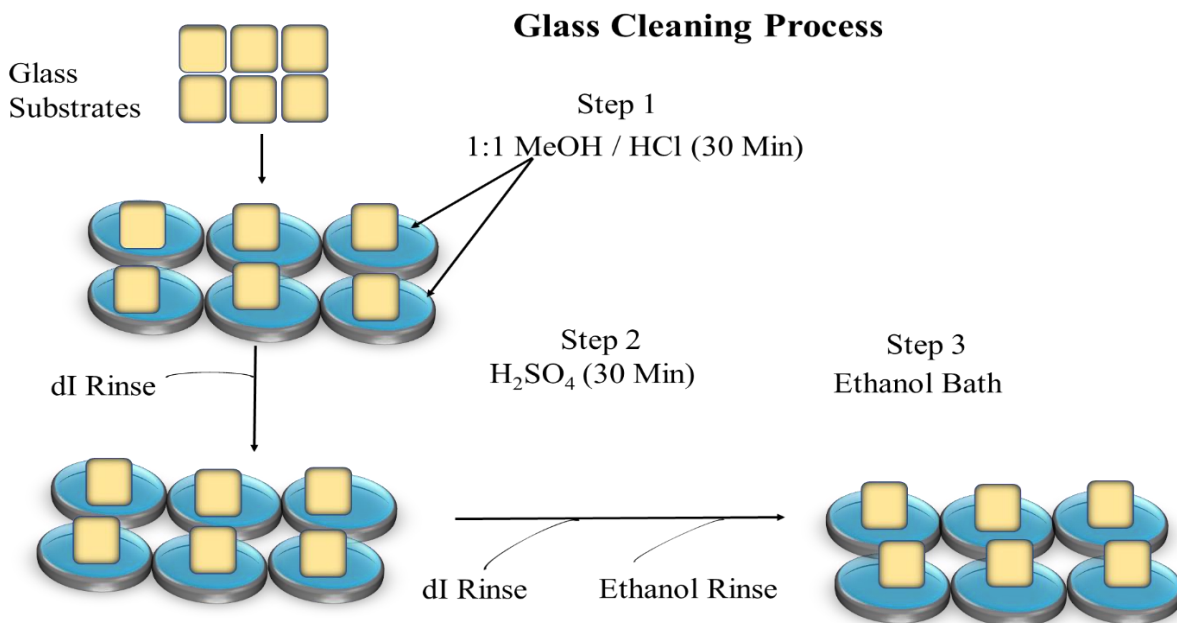 Glass Cleaning Process
Glass
Substrates
Step 1
1:1 MeOH / HCl (30 Min)
dI Rinse
Step 2
H₂SO₄ (30 Min)
Step 3
Ethanol Bath
dI Rinse
Ethanol Rinse